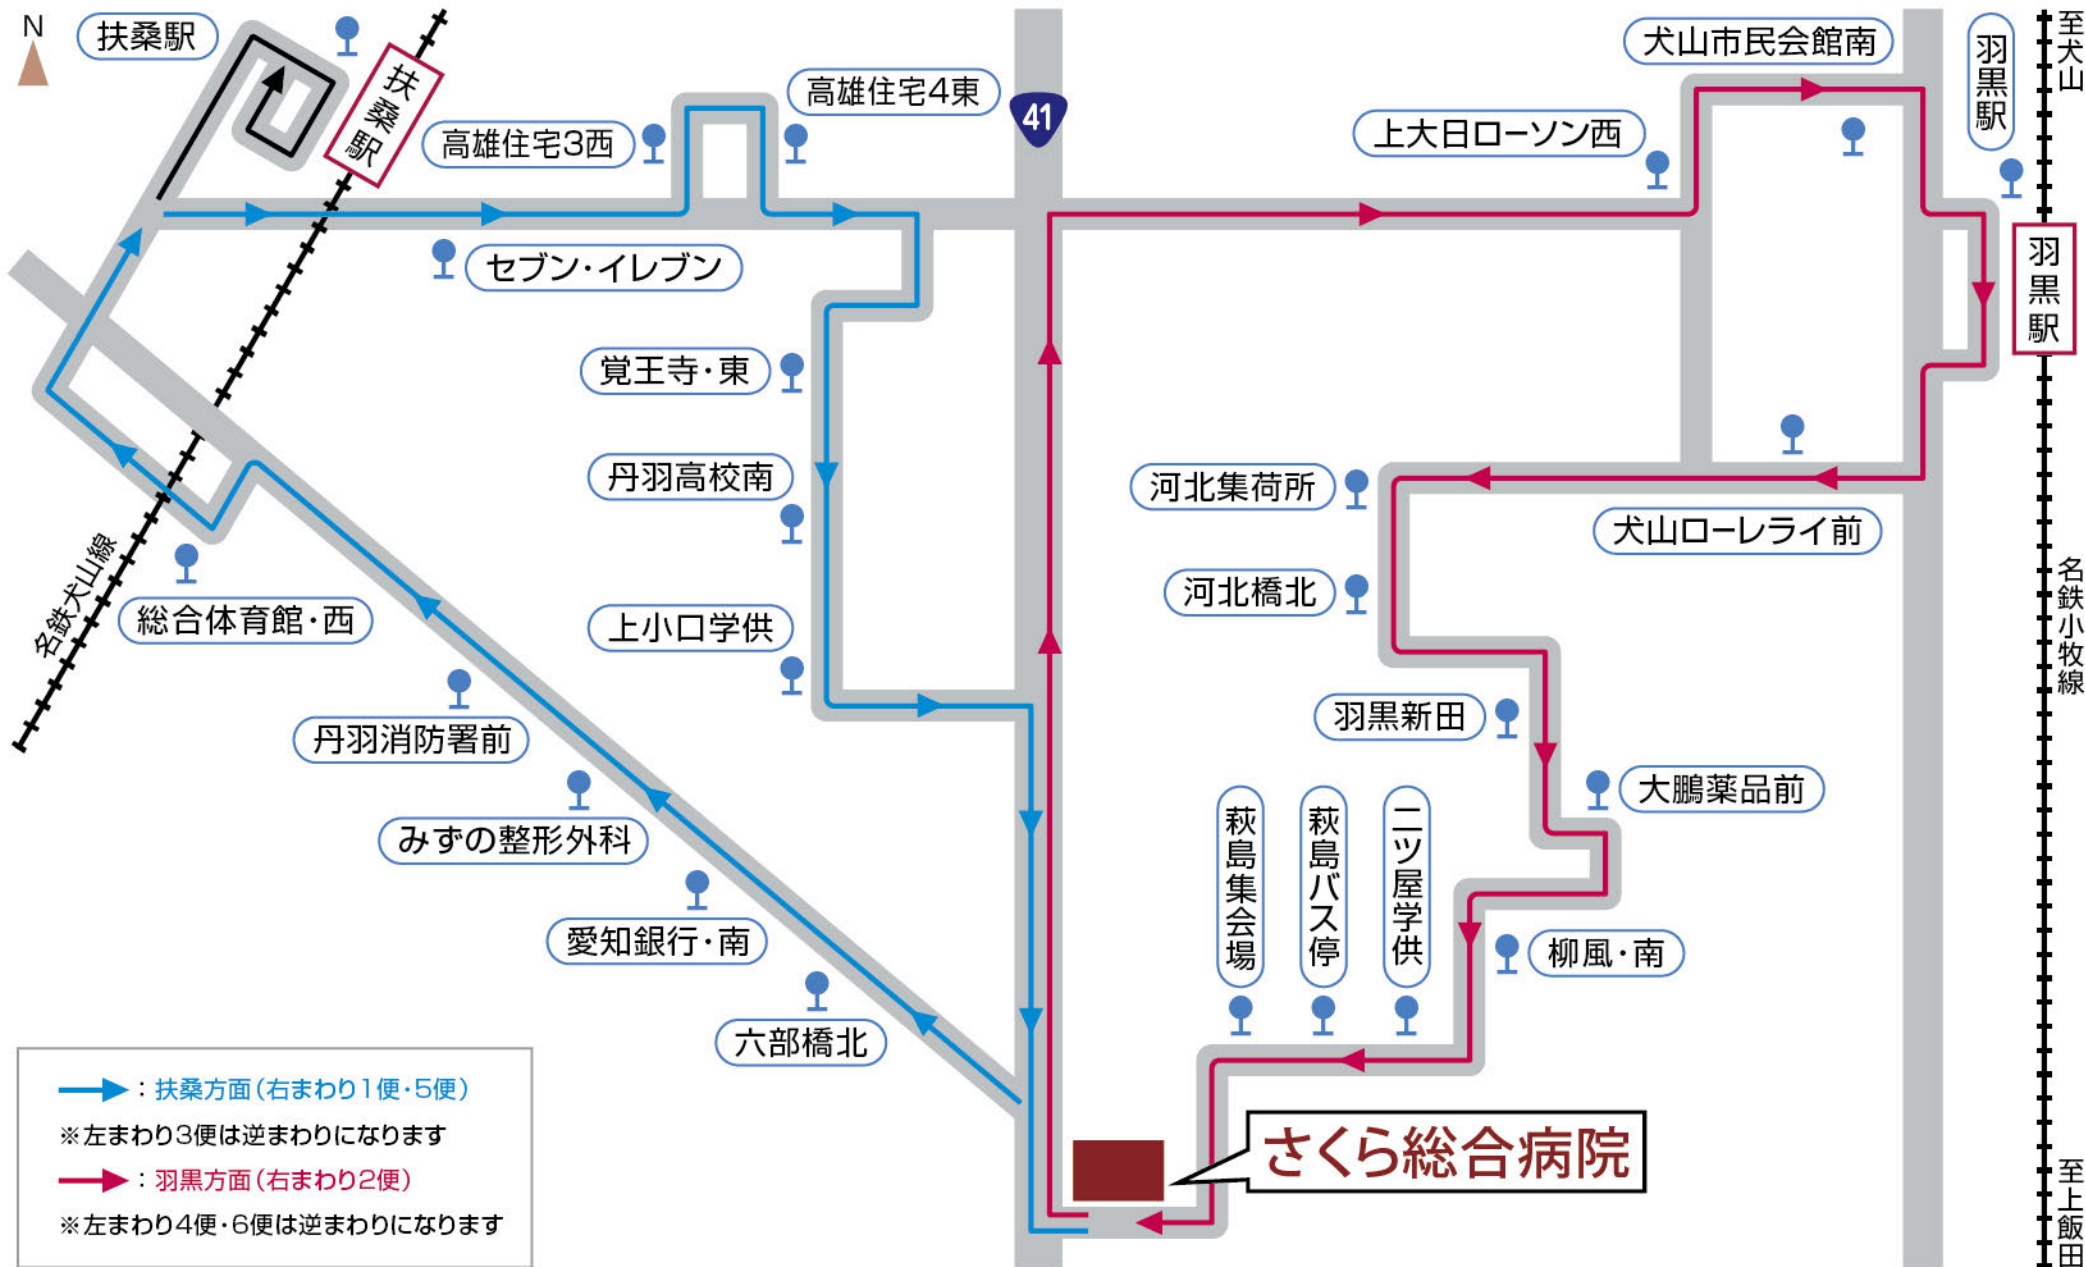 N
扶桑駅
扶桑駅
高雄住宅3西
高雄住宅4東
41
セブン・イレブン
覚王寺・東
丹羽高校南
上小口学供
総合体育館・西
名鉄犬山線
丹羽消防署前
みずの整形外科
愛知銀行・南
六部橋北
上大日ローソン西
犬山市民会館南
羽黒駅
至犬山
羽黒駅
河北集荷所
犬山ローレライ前
河北橋北
羽黒新田
大鵬薬品前
萩島集会場
萩島バス停
二ツ屋学供
柳風・南
名鉄小牧線
至上飯田
さくら総合病院
：扶桑方面（右まわり1便・5便）
※左まわり3便は逆まわりになります
：羽黒方面（右まわり2便）
※左まわり4便・6便は逆まわりになります